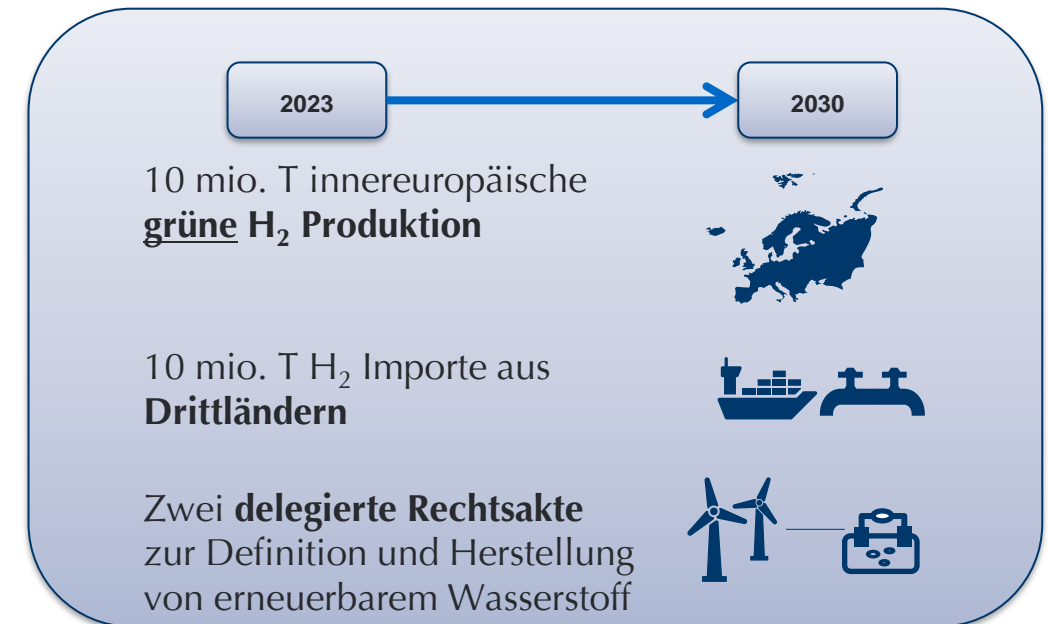 2023 2030
10 mio. T innereuropäische
grüne H₂ Produktion
10 mio. T H₂ Importe aus
Drittländern
Zwei delegierte Rechtsakte
zur Definition und Herstellung
von erneuerbarem Wasserstoff